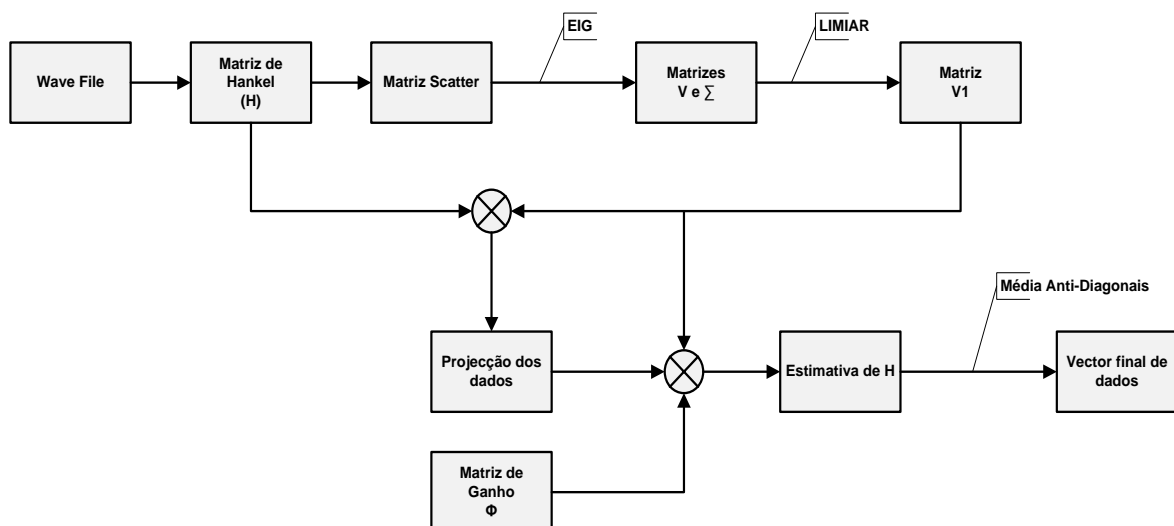 EIG
LIMIAR
Wave File
Matriz de
Hankel
(H)
Matriz Scatter
Matrizes
V e ∑
Matriz
V1
Média Anti-Diagonais
Projecção dos
dados
Estimativa de H
Vector final de
dados
Matriz de
Ganho
Φ